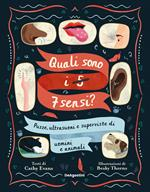 Quali sono
i 5
7 sensi?
Puzze, ultrasuoni e superviste di
uomini e animali
Testi di
Cathy Evans
Illustrazioni di
Becky Thorns
DeAgostini